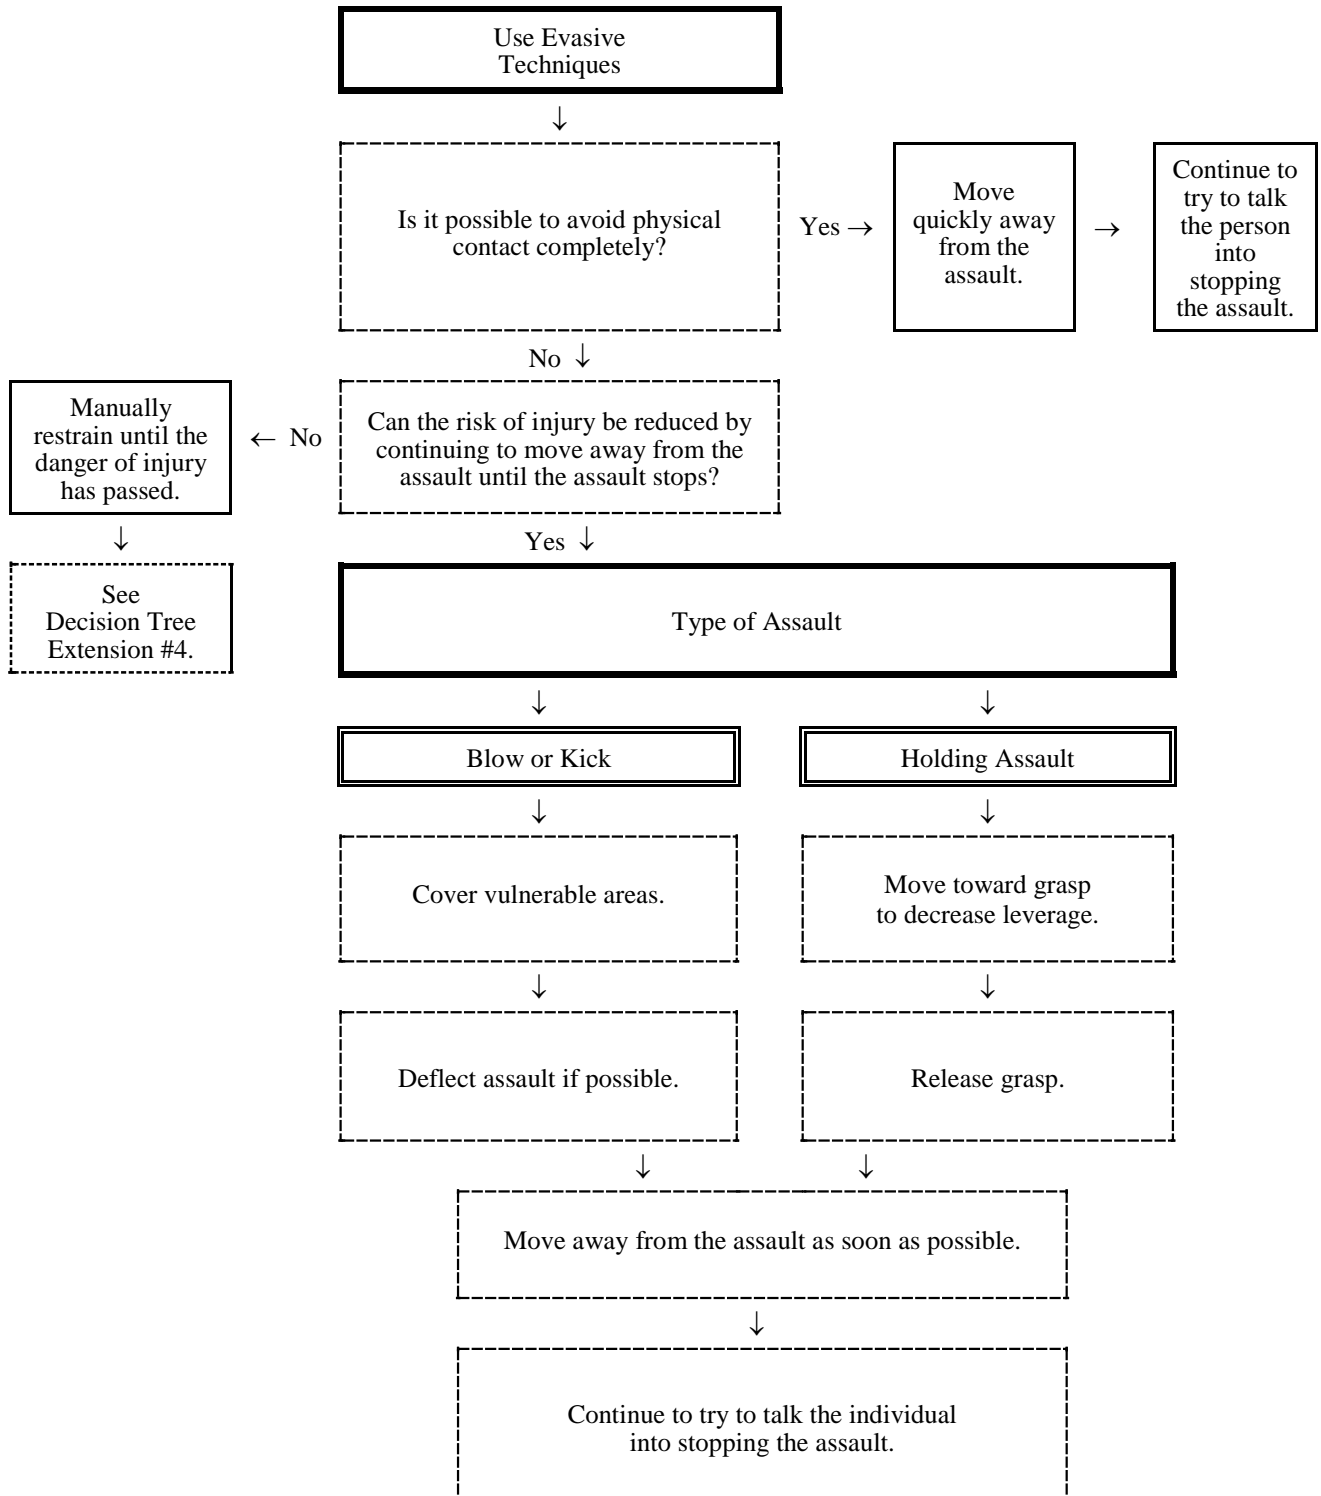 Use Evasive
Techniques
↓
Is it possible to avoid physical
contact completely?
Yes →
Move
quickly away
from the
assault.
→
Continue to
try to talk
the person
into
stopping
the assault.
No ↓
Can the risk of injury be reduced by
continuing to move away from the
assault until the assault stops?
← No
Manually
restrain until the
danger of injury
has passed.
↓
See
Decision Tree
Extension #4.
Yes ↓
Type of Assault
↓
↓
Blow or Kick
Holding Assault
↓
↓
Cover vulnerable areas.
Move toward grasp
to decrease leverage.
↓
↓
Deflect assault if possible.
Release grasp.
↓
↓
Move away from the assault as soon as possible.
↓
Continue to try to talk the individual
into stopping the assault.